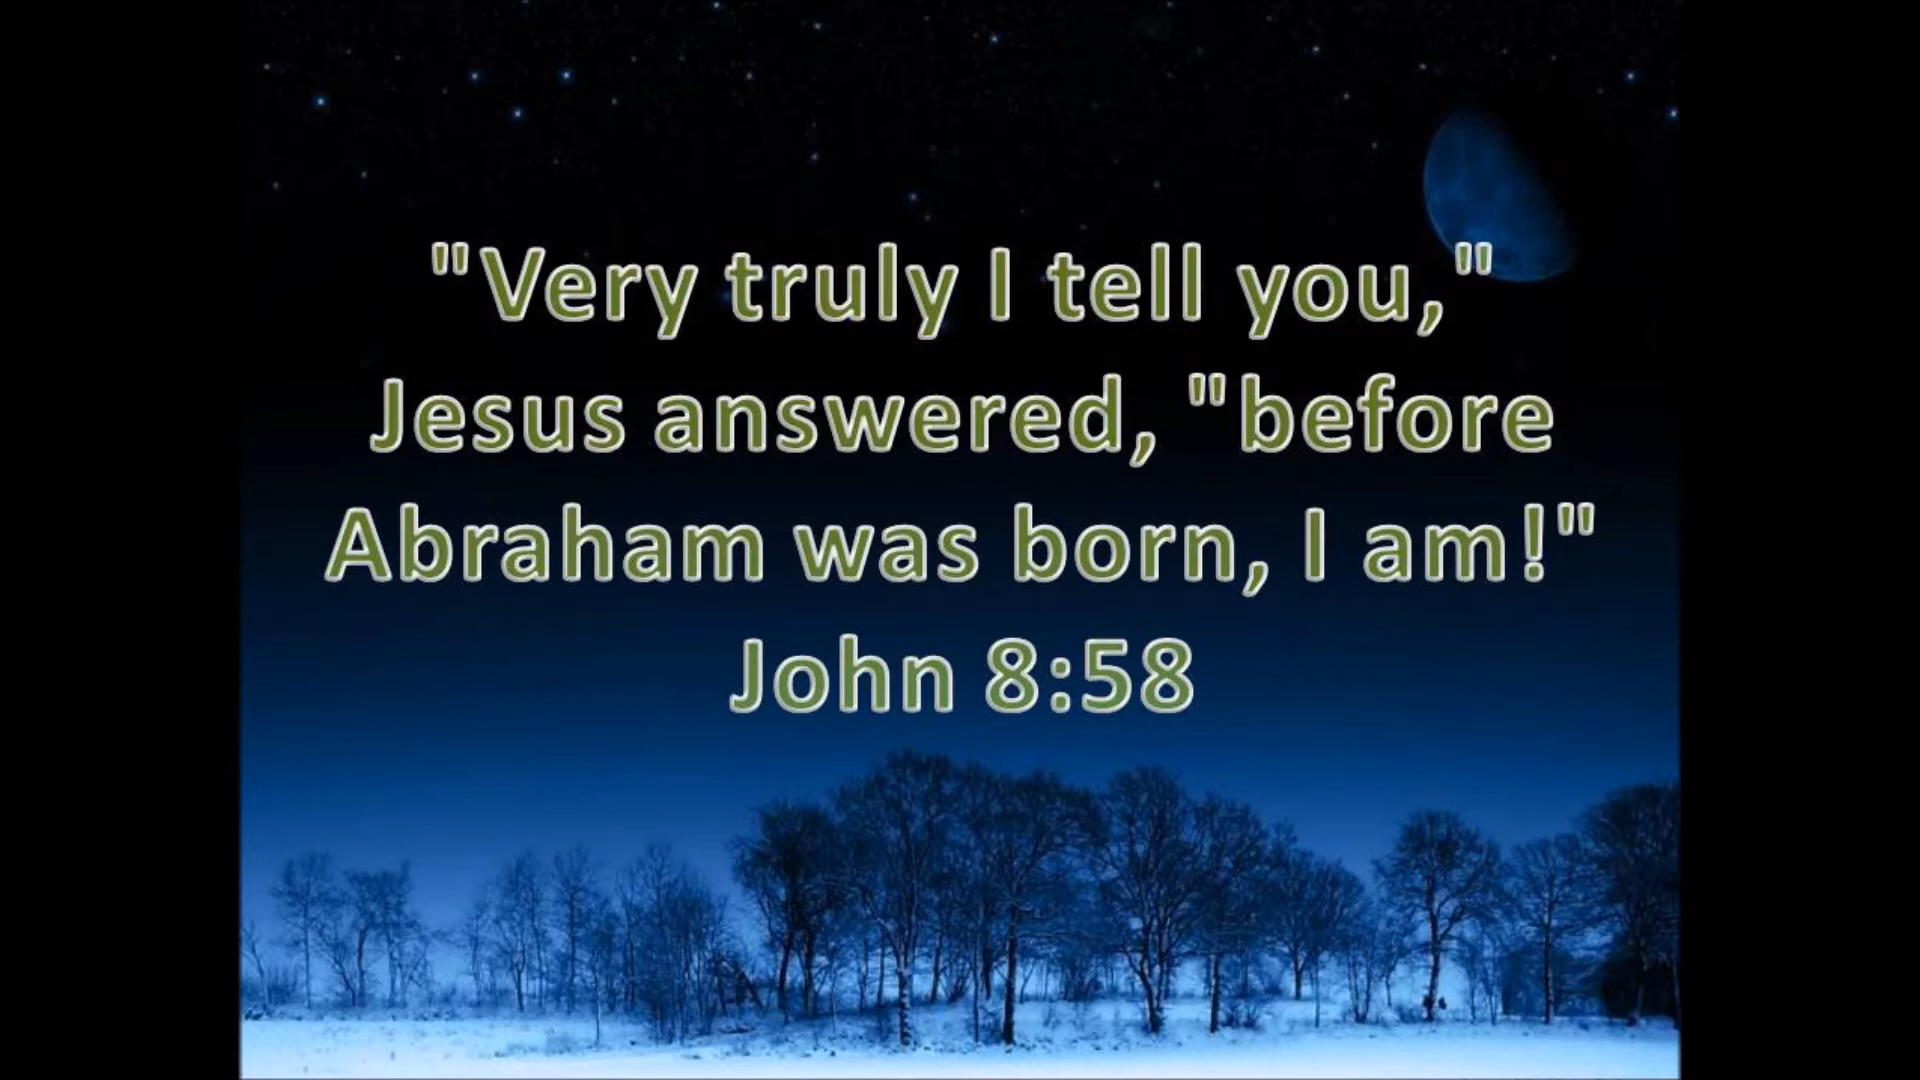 "Very truly I tell you,"
Jesus answered, "before
Abraham was born, I am!"
John 8:58